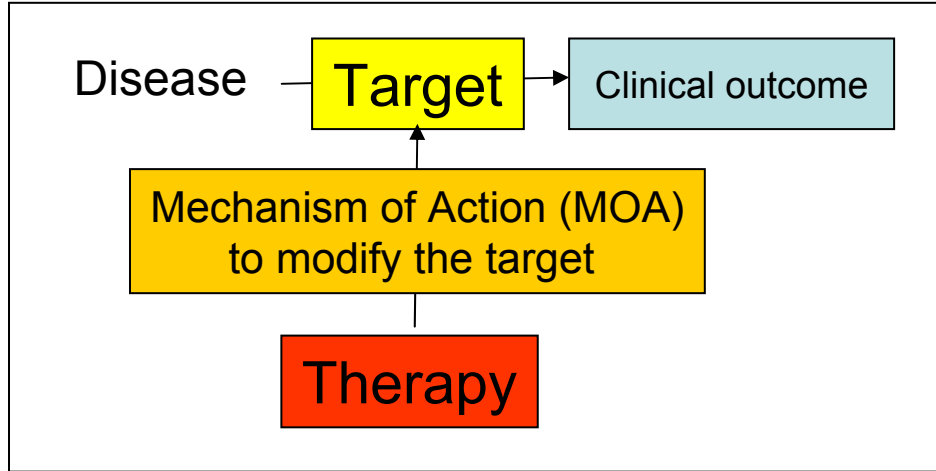 Disease
Target
Clinical outcome
Mechanism of Action (MOA)
to modify the target
Therapy